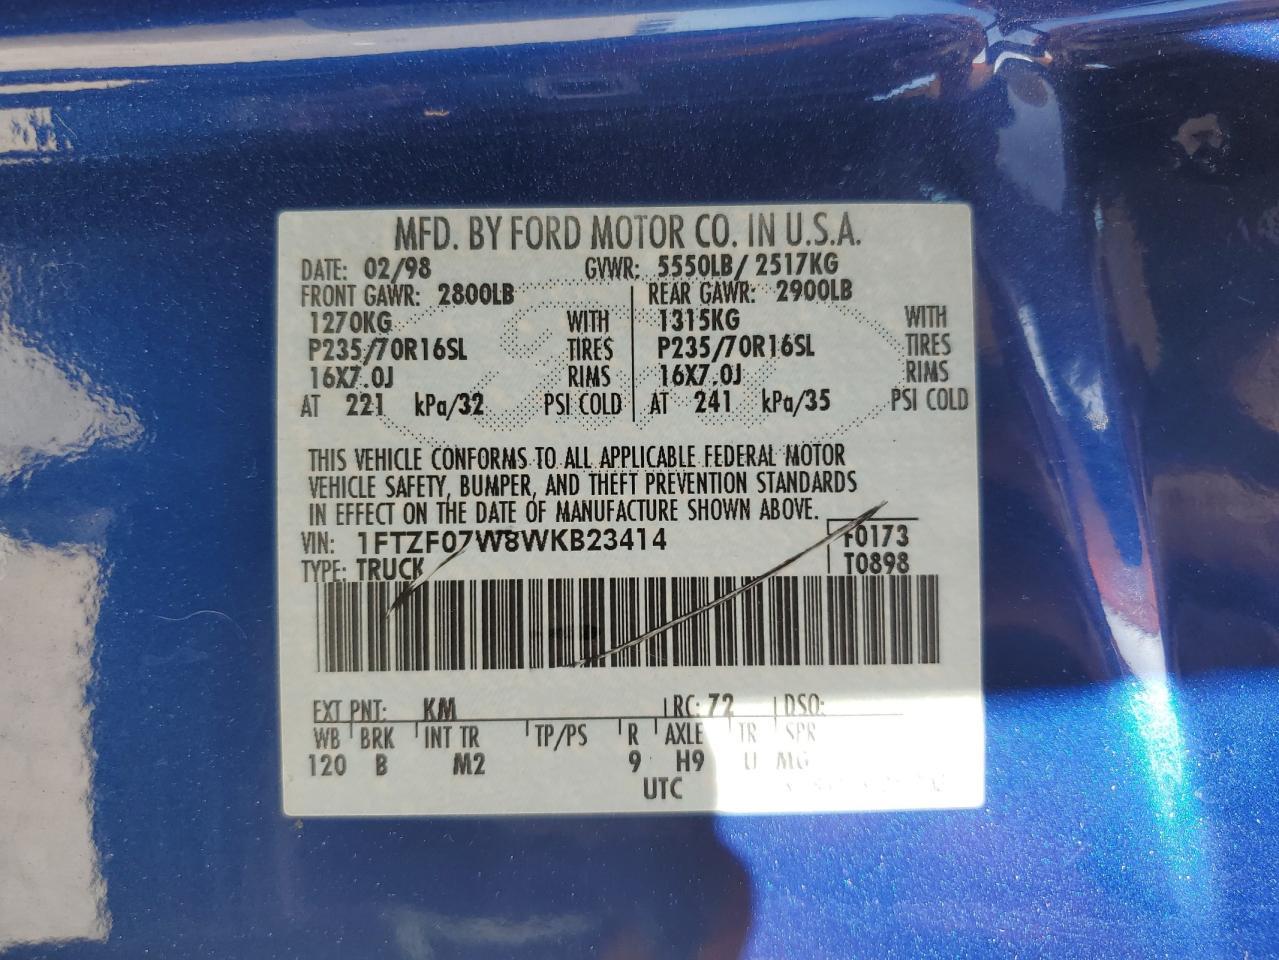 MFD. BY FORD MOTOR CO. IN U.S.A.
DATE: 02/98 GVWR: 5550LB/2517KG
FRONT GAWR: 2800LB REAR GAWR: 2900LB
1270KG WITH 1315KG WITH
P235/70R16SL TIRES P235/70R16SL TIRES
16X7.0J RIMS 16X7.0J RIMS
AT 221 kPa/32 PSI COLD AT 241 kPa/35 PSI COLD
THIS VEHICLE CONFORMS TO ALL APPLICABLE FEDERAL MOTOR
VEHICLE SAFETY, BUMPER, AND THEFT PREVENTION STANDARDS
IN EFFECT ON THE DATE OF MANUFACTURE SHOWN ABOVE.
VIN: 1FTZF07W8WKB23414 F0173
TYPE: TRUCK T0898
EXT PNT: KM RC: 72 DSO:
WB BRK INT TR TP/PS R AXLE TR SPR
120 B M2 9 H9 U MG
UTC